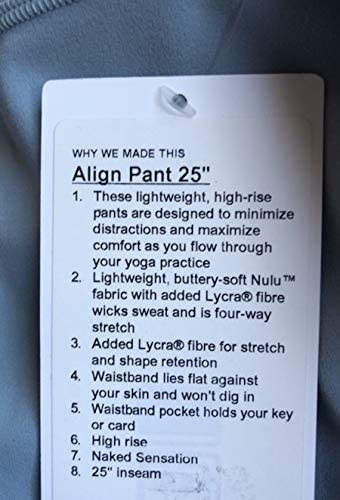 WHY WE MADE THIS
Align Pant 25"
1. These lightweight, high-rise
pants are designed to minimize
distractions and maximize
comfort as you flow through
your yoga practice
2. Lightweight, buttery-soft Nulu™
fabric with added Lycra® fibre
wicks sweat and is four-way
stretch
3. Added Lycra® fibre for stretch
and shape retention
4. Waistband lies flat against
your skin and won't dig in
5. Waistband pocket holds your key
or card
6. High rise
7. Naked Sensation
8. 25" inseam